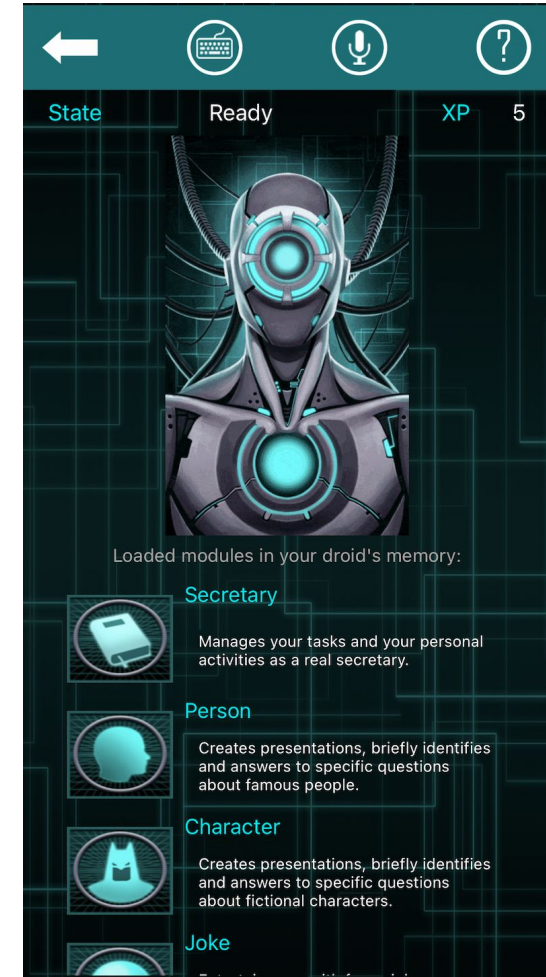 State Ready XP 5
Loaded modules in your droid's memory:
Secretary
Manages your tasks and your personal
activities as a real secretary.
Person
Creates presentations, briefly identifies
and answers to specific questions
about famous people.
Character
Creates presentations, briefly identifies
and answers to specific questions
about fictional characters.
Joke